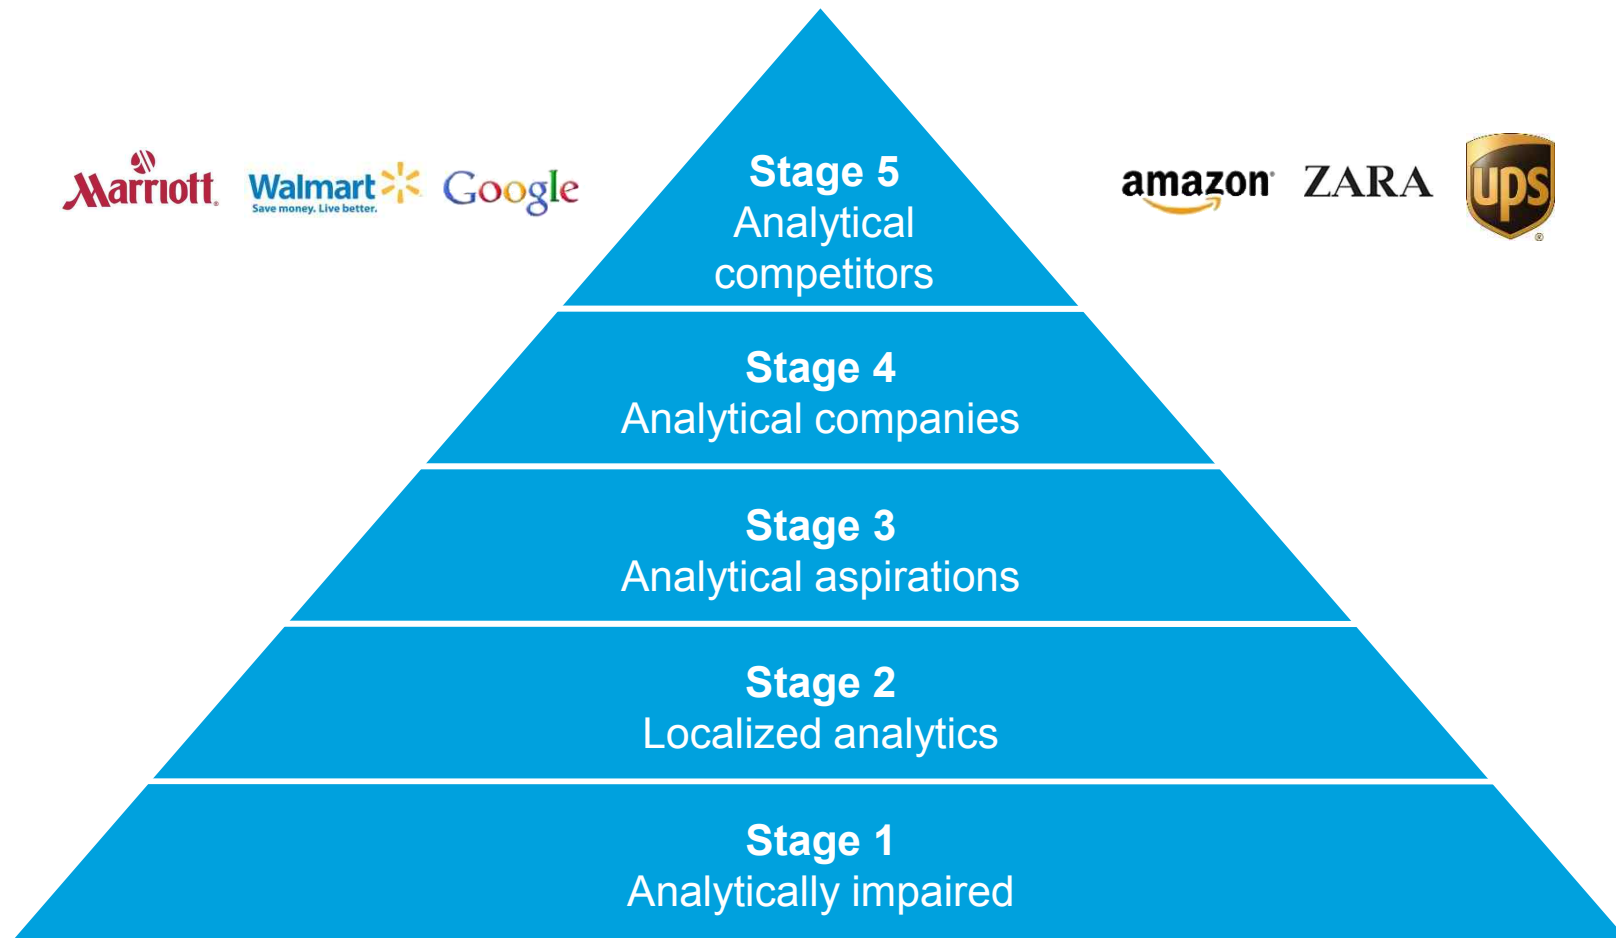 Marriott
Walmart
Save money. Live better.
Google
Stage 5
Analytical
competitors
amazon
ZARA
ups
®
Stage 4
Analytical companies
Stage 3
Analytical aspirations
Stage 2
Localized analytics
Stage 1
Analytically impaired